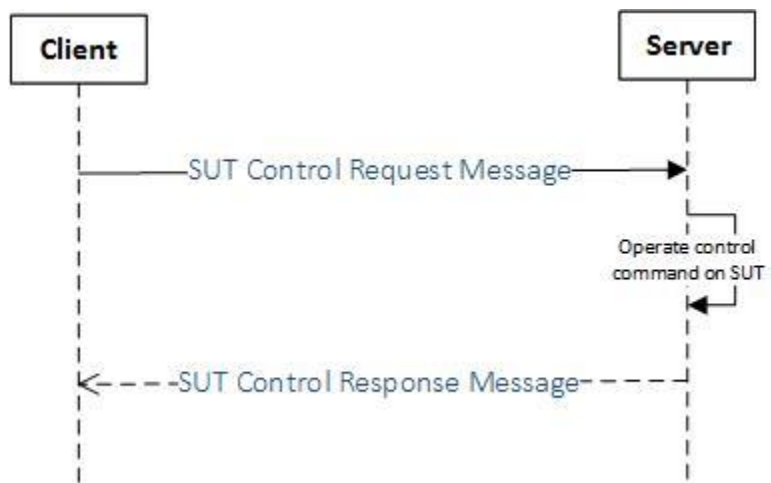 Client
Server
SUT Control Request Message
Operate control
command on SUT
SUT Control Response Message